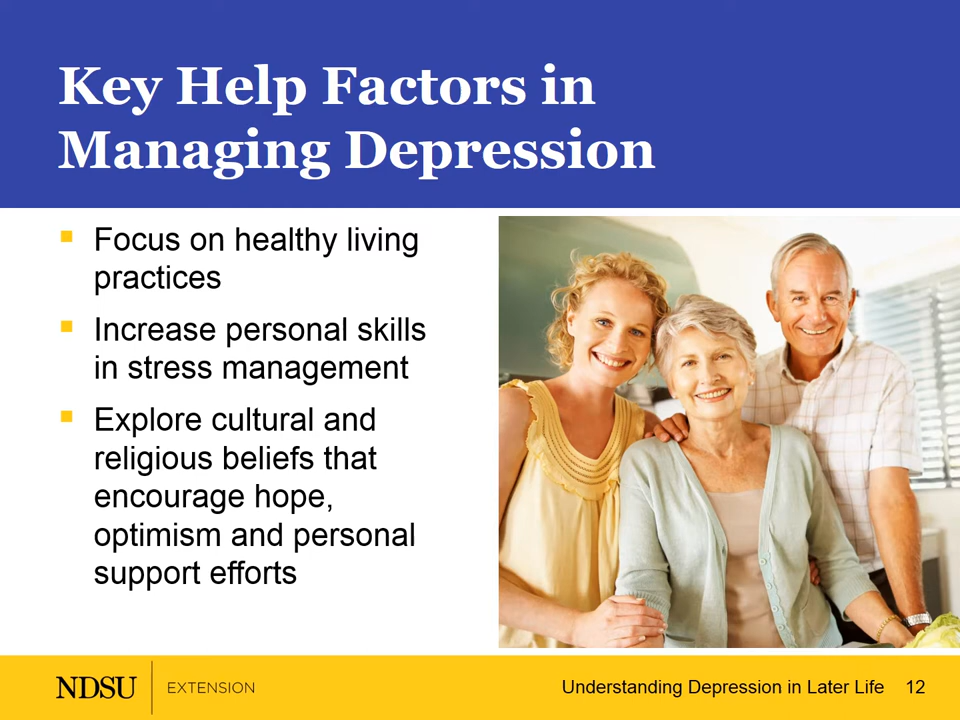 Key Help Factors in
Managing Depression
Focus on healthy living
practices
Increase personal skills
in stress management
Explore cultural and
religious beliefs that
encourage hope,
optimism and personal
support efforts
NDSU EXTENSION
Understanding Depression in Later Life 12